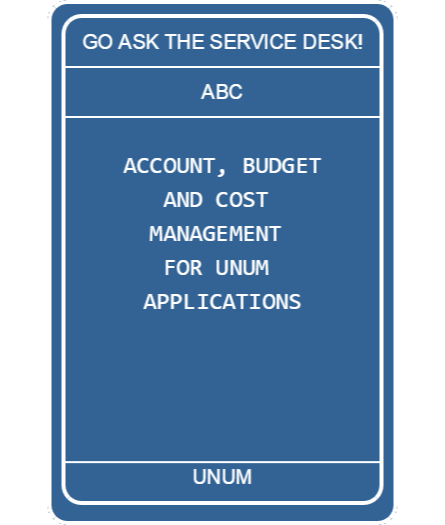 GO ASK THE SERVICE DESK!
ABC
ACCOUNT, BUDGET
AND COST
MANAGEMENT
FOR UNUM
APPLICATIONS
UNUM